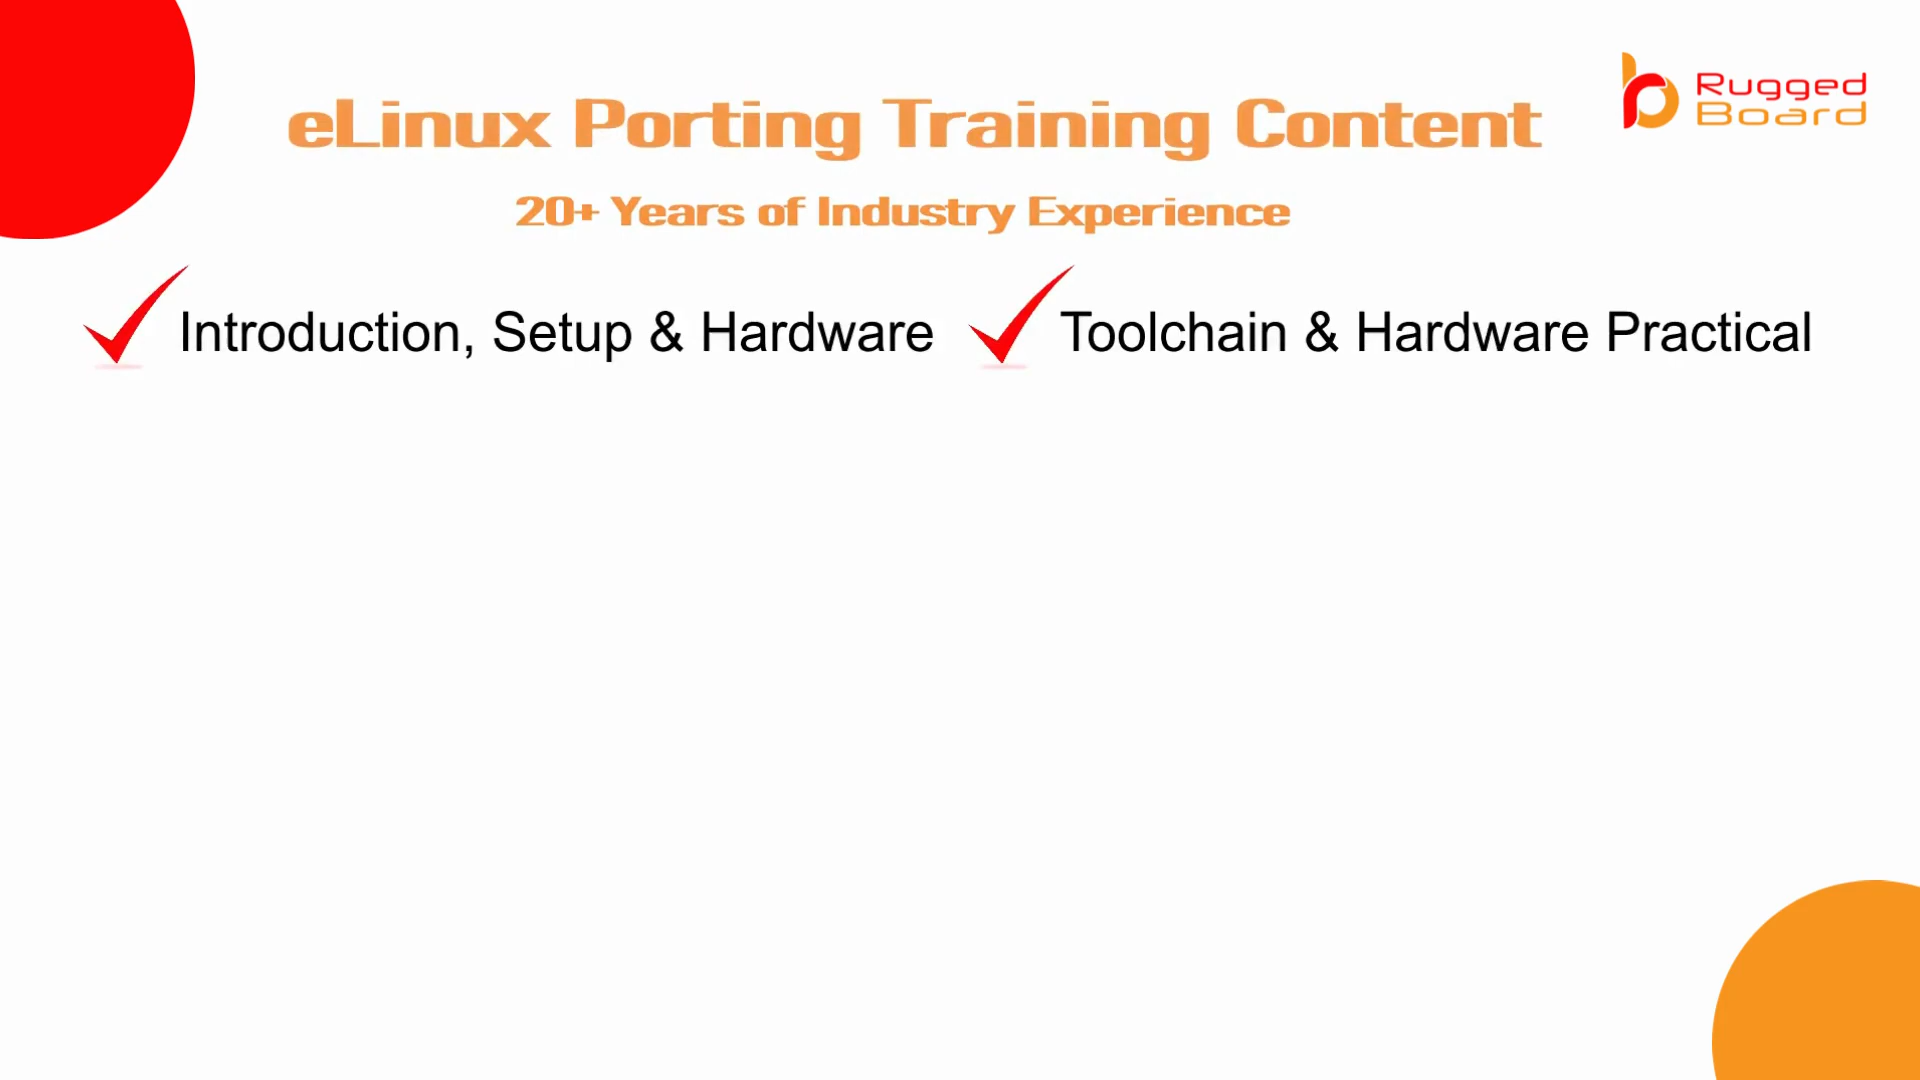 Rugged
Board
eLinux Porting Training Content
20+ Years of Industry Experience
Introduction, Setup & Hardware
Toolchain & Hardware Practical